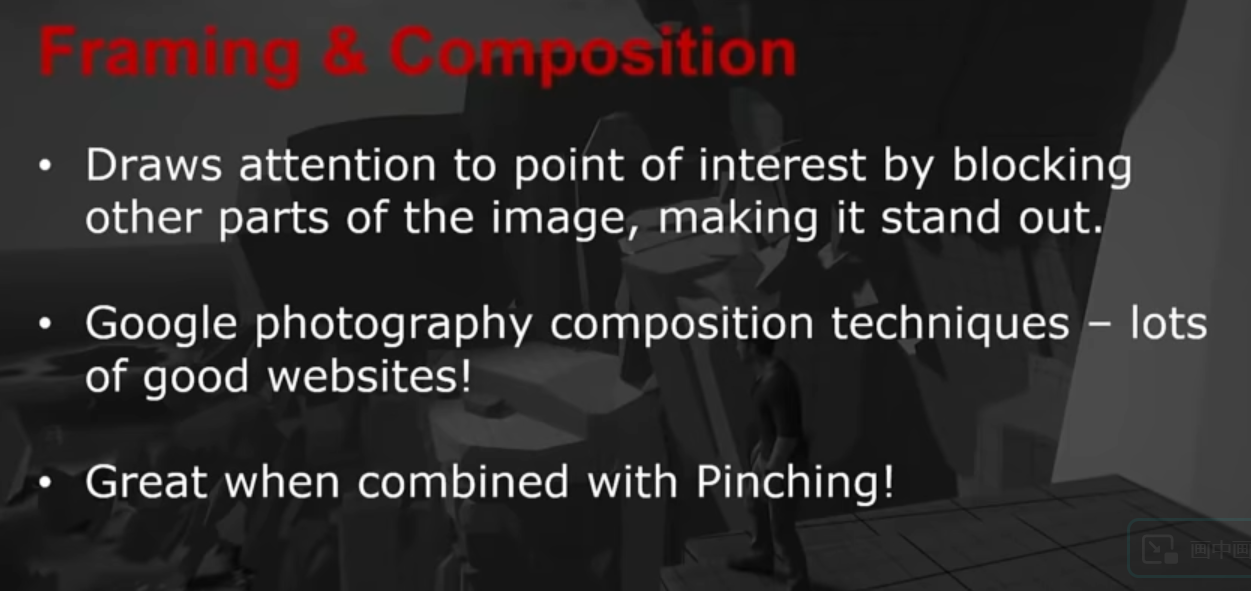 Framing & Composition
• Draws attention to point of interest by blocking
other parts of the image, making it stand out.
• Google photography composition techniques – lots
of good websites!
• Great when combined with Pinching!
画中画